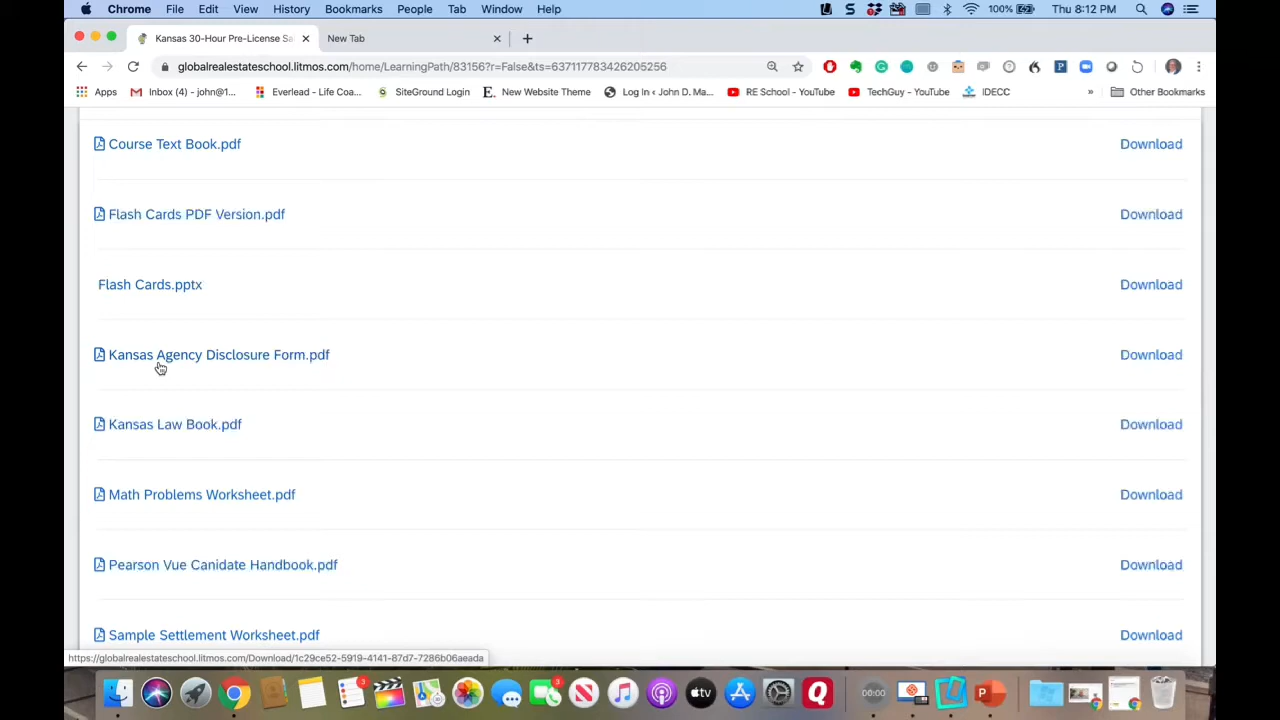 Chrome File Edit View History Bookmarks People Tab Window Help 100% Thu 8:12 PM
Kansas 30-Hour Pre-License Sa New Tab
globalrealestateschool.litmos.com/home/LearningPath/83156?r=False&ts=637117783426205256
Apps Inbox (4) - john@1... Everlead - Life Coa... SiteGround Login New Website Theme Log In ‹ John D. Ma... RE School - YouTube TechGuy - YouTube IDECC » Other Bookmarks
Course Text Book.pdf Download
Flash Cards PDF Version.pdf Download
Flash Cards.pptx Download
Kansas Agency Disclosure Form.pdf Download
Kansas Law Book.pdf Download
Math Problems Worksheet.pdf Download
Pearson Vue Canidate Handbook.pdf Download
Sample Settlement Worksheet.pdf Download
https://globalrealestateschool.litmos.com/Download/1c29ce52-5919-4141-87d7-7286b06aeada
3 3 tv 00:00